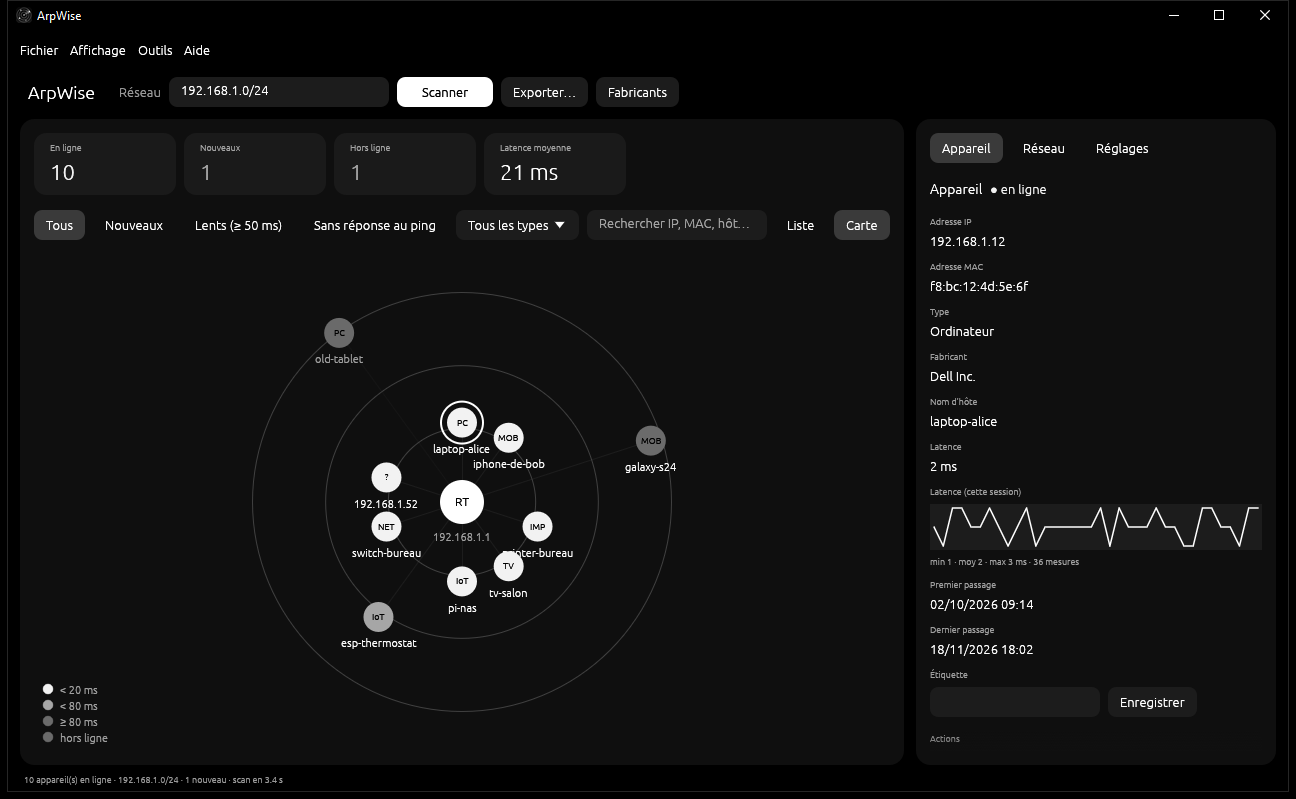 ArpWise
Fichier Affichage Outils Aide
ArpWise Réseau 192.168.1.0/24 Scanner Exporter… Fabricants
En ligne
10
Nouveaux
1
Hors ligne
1
Latence moyenne
21 ms
Tous Nouveaux Lents (≥ 50 ms) Sans réponse au ping Tous les types ▼ Rechercher IP, MAC, hôt… Liste Carte
PC
old-tablet
PC
laptop-alice
MOB
iphone-de-bob
MOB
galaxy-s24
?
192.168.1.52
RT
192.168.1.1
NET
switch-bureau
IMP
printer-bureau
TV
tv-salon
IoT
pi-nas
IoT
esp-thermostat
< 20 ms
< 80 ms
≥ 80 ms
hors ligne
Appareil Réseau Réglages
Appareil ● en ligne
Adresse IP
192.168.1.12
Adresse MAC
f8:bc:12:4d:5e:6f
Type
Ordinateur
Fabricant
Dell Inc.
Nom d'hôte
laptop-alice
Latence
2 ms
Latence (cette session)
min 1 · moy 2 · max 3 ms · 36 mesures
Premier passage
02/10/2026 09:14
Dernier passage
18/11/2026 18:02
Étiquette
Enregistrer
Actions
10 appareil(s) en ligne · 192.168.1.0/24 · 1 nouveau · scan en 3.4 s